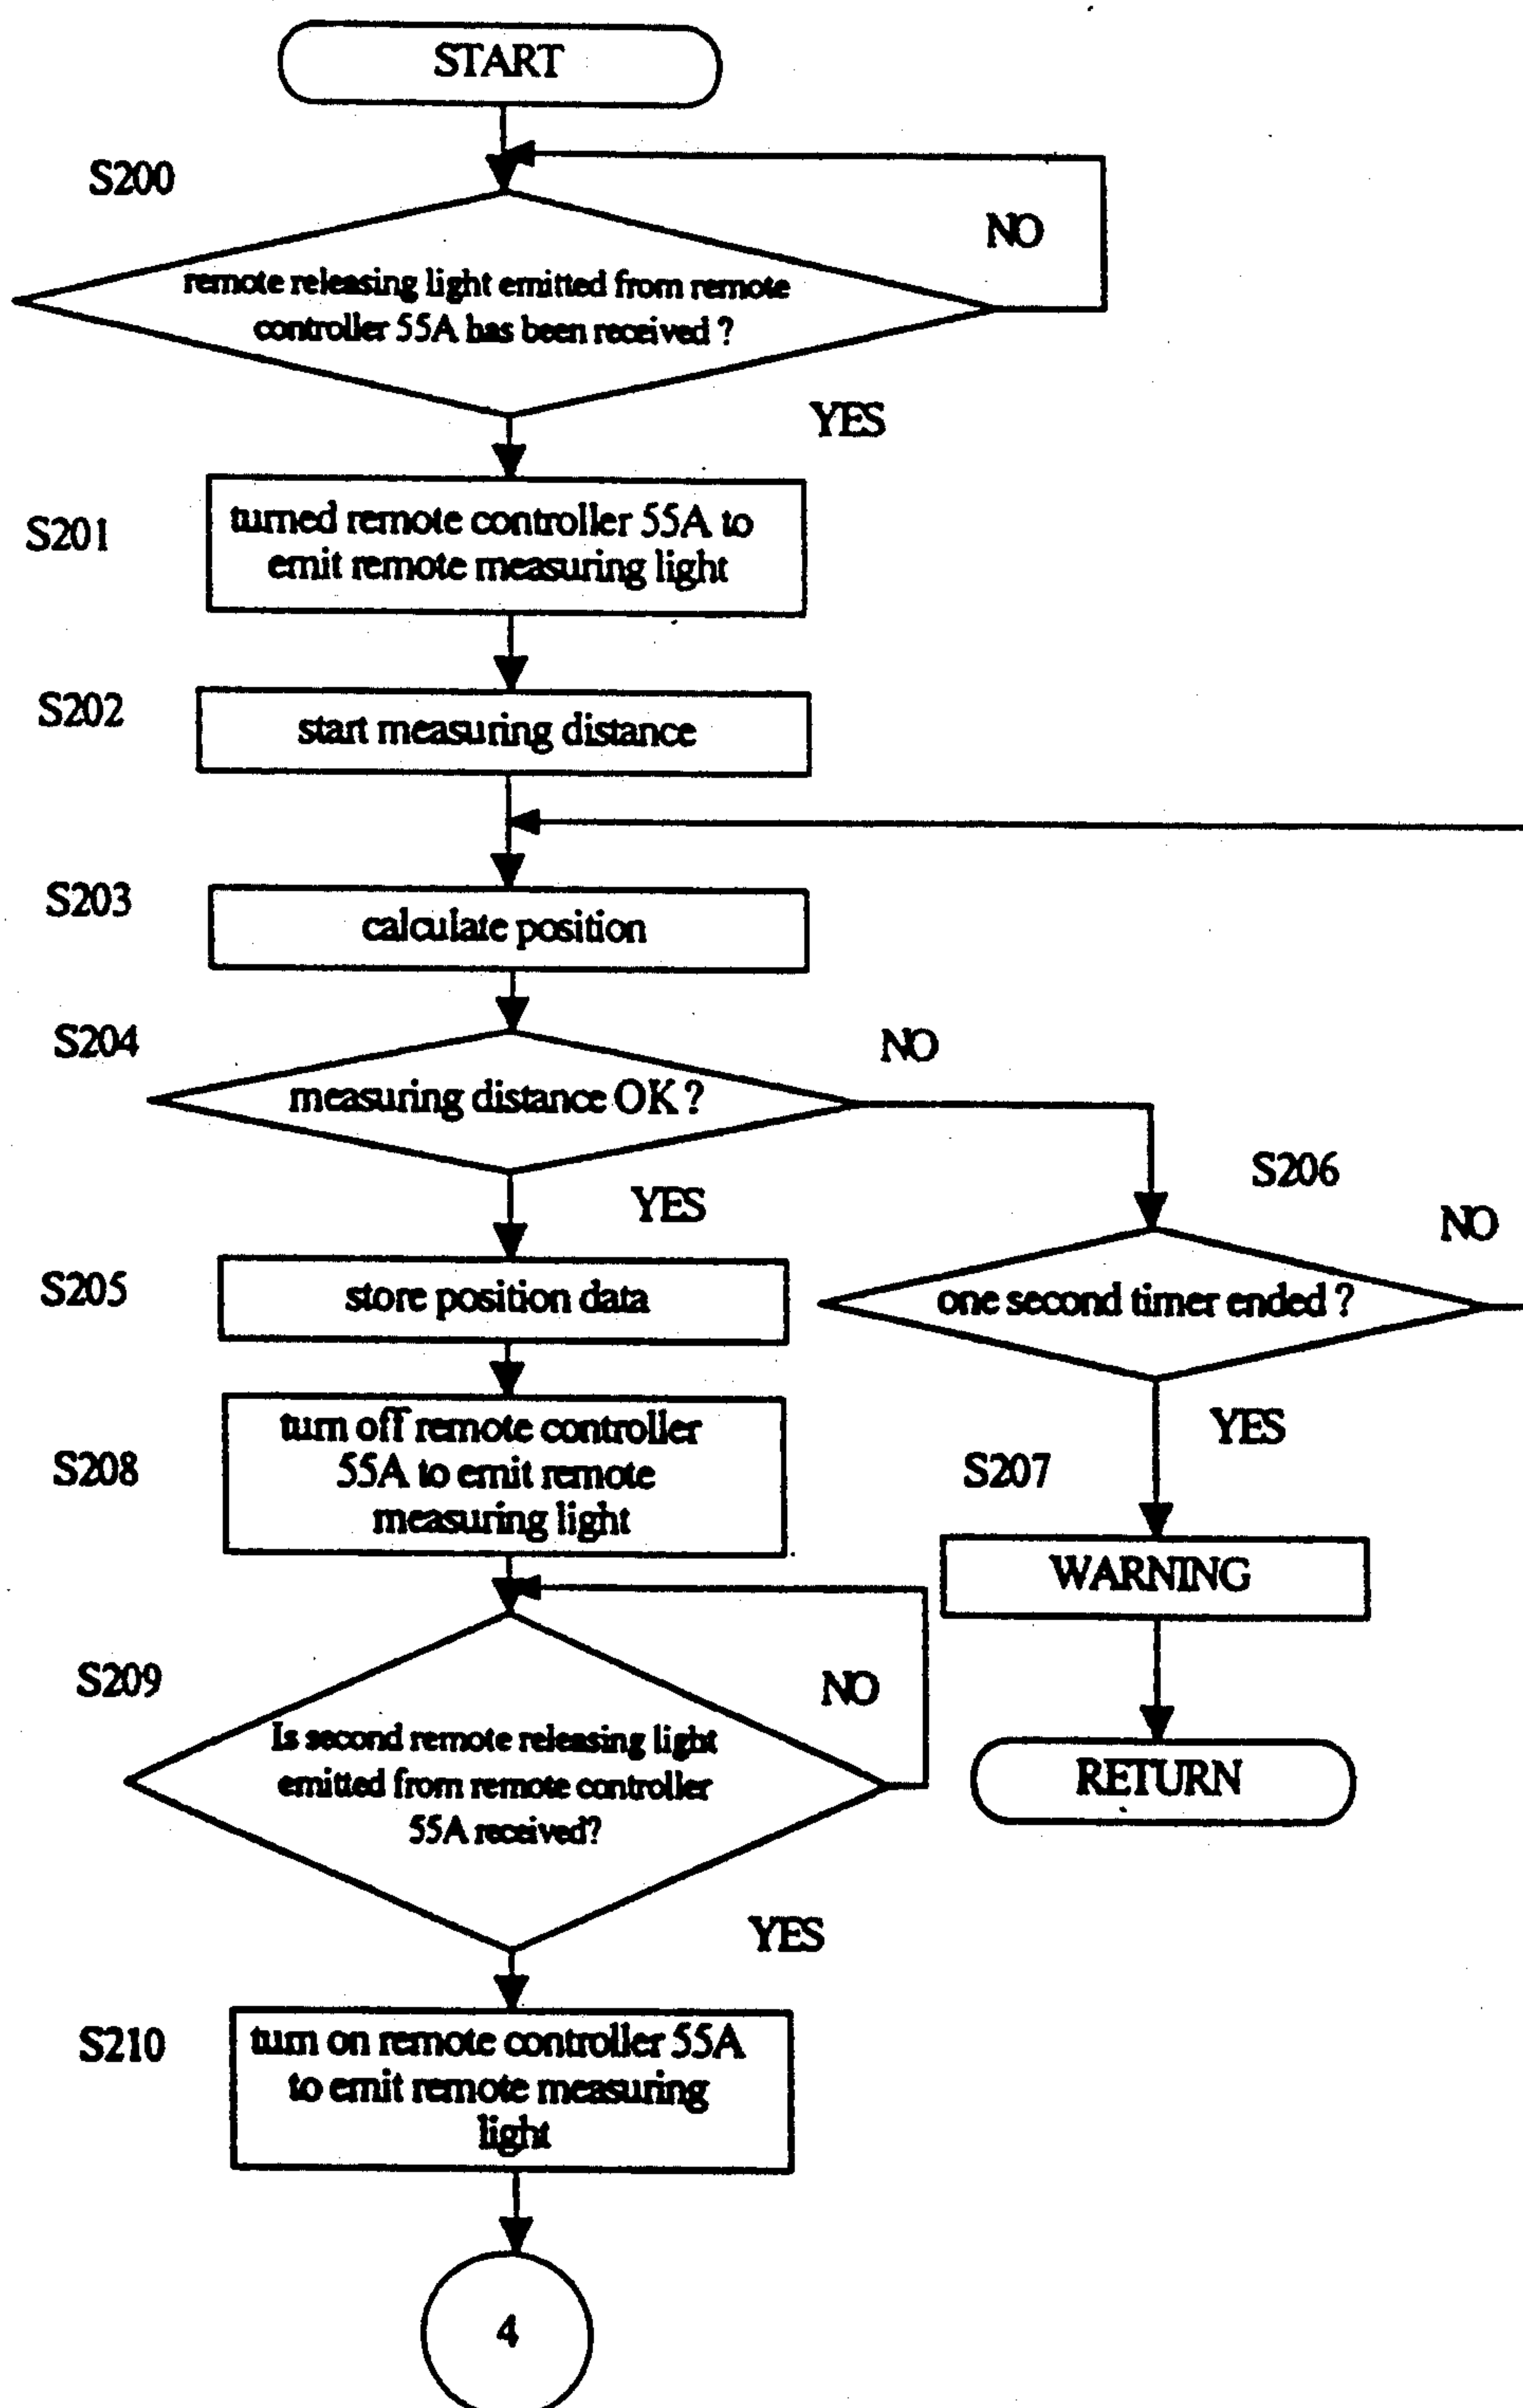 START
S200
NO
remote releasing light emitted from remote
controller 55A has been received ?
YES
S201
turned remote controller 55A to
emit remote measuring light
S202
start measuring distance
S203
calculate position
S204
NO
measuring distance OK ?
S206
YES
NO
S205
store position data
one second timer ended ?
S208
turn off remote controller
55A to emit remote
measuring light
YES
S207
WARNING
S209
NO
Is second remote releasing light
emitted from remote controller
55A received?
RETURN
YES
S210
turn on remote controller 55A
to emit remote measuring
light
4